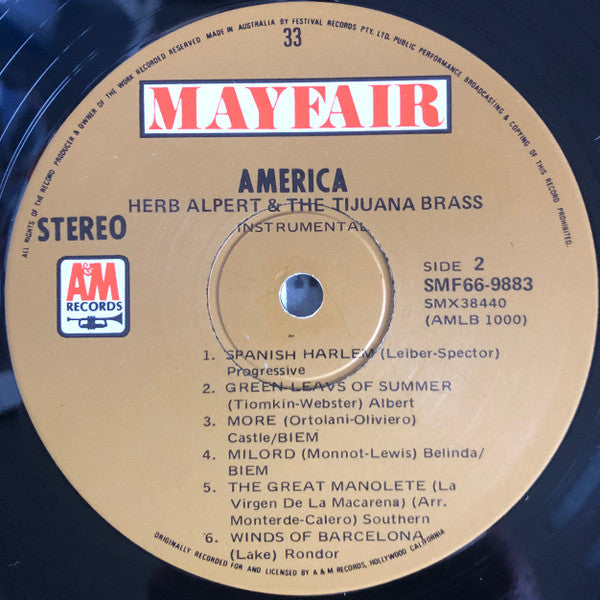 ALL RIGHTS OF THE RECORD PRODUCER & OWNER OF THE WORK RECORDED RESERVED MADE IN AUSTRALIA BY FESTIVAL RECORDS PTY. LTD. PUBLIC PERFORMANCE BROADCASTING & COPYING OF THIS RECORD PROHIBITED.
33
MAYFAIR
AMERICA
HERB ALPERT & THE TIJUANA BRASS
INSTRUMENTAL
STEREO
A&M
RECORDS
SIDE 2
SMF66-9883
SMX38440
(AMLB 1000)
1. SPANISH HARLEM (Leiber-Spector)
Progressive
2. GREEN LEAVS OF SUMMER
(Tiomkin-Webster) Albert
3. MORE (Ortolani-Oliviero)
Castle/BIEM
4. MILORD (Monnot-Lewis) Belinda/
BIEM
5. THE GREAT MANOLETE (La
Virgen De La Macarena) (Arr.
Monterde-Calero) Southern
6. WINDS OF BARCELONA
(Lake) Rondor
ORIGINALLY RECORDED FOR AND LICENSED BY A & M RECORDS, HOLLYWOOD CALIFORNIA